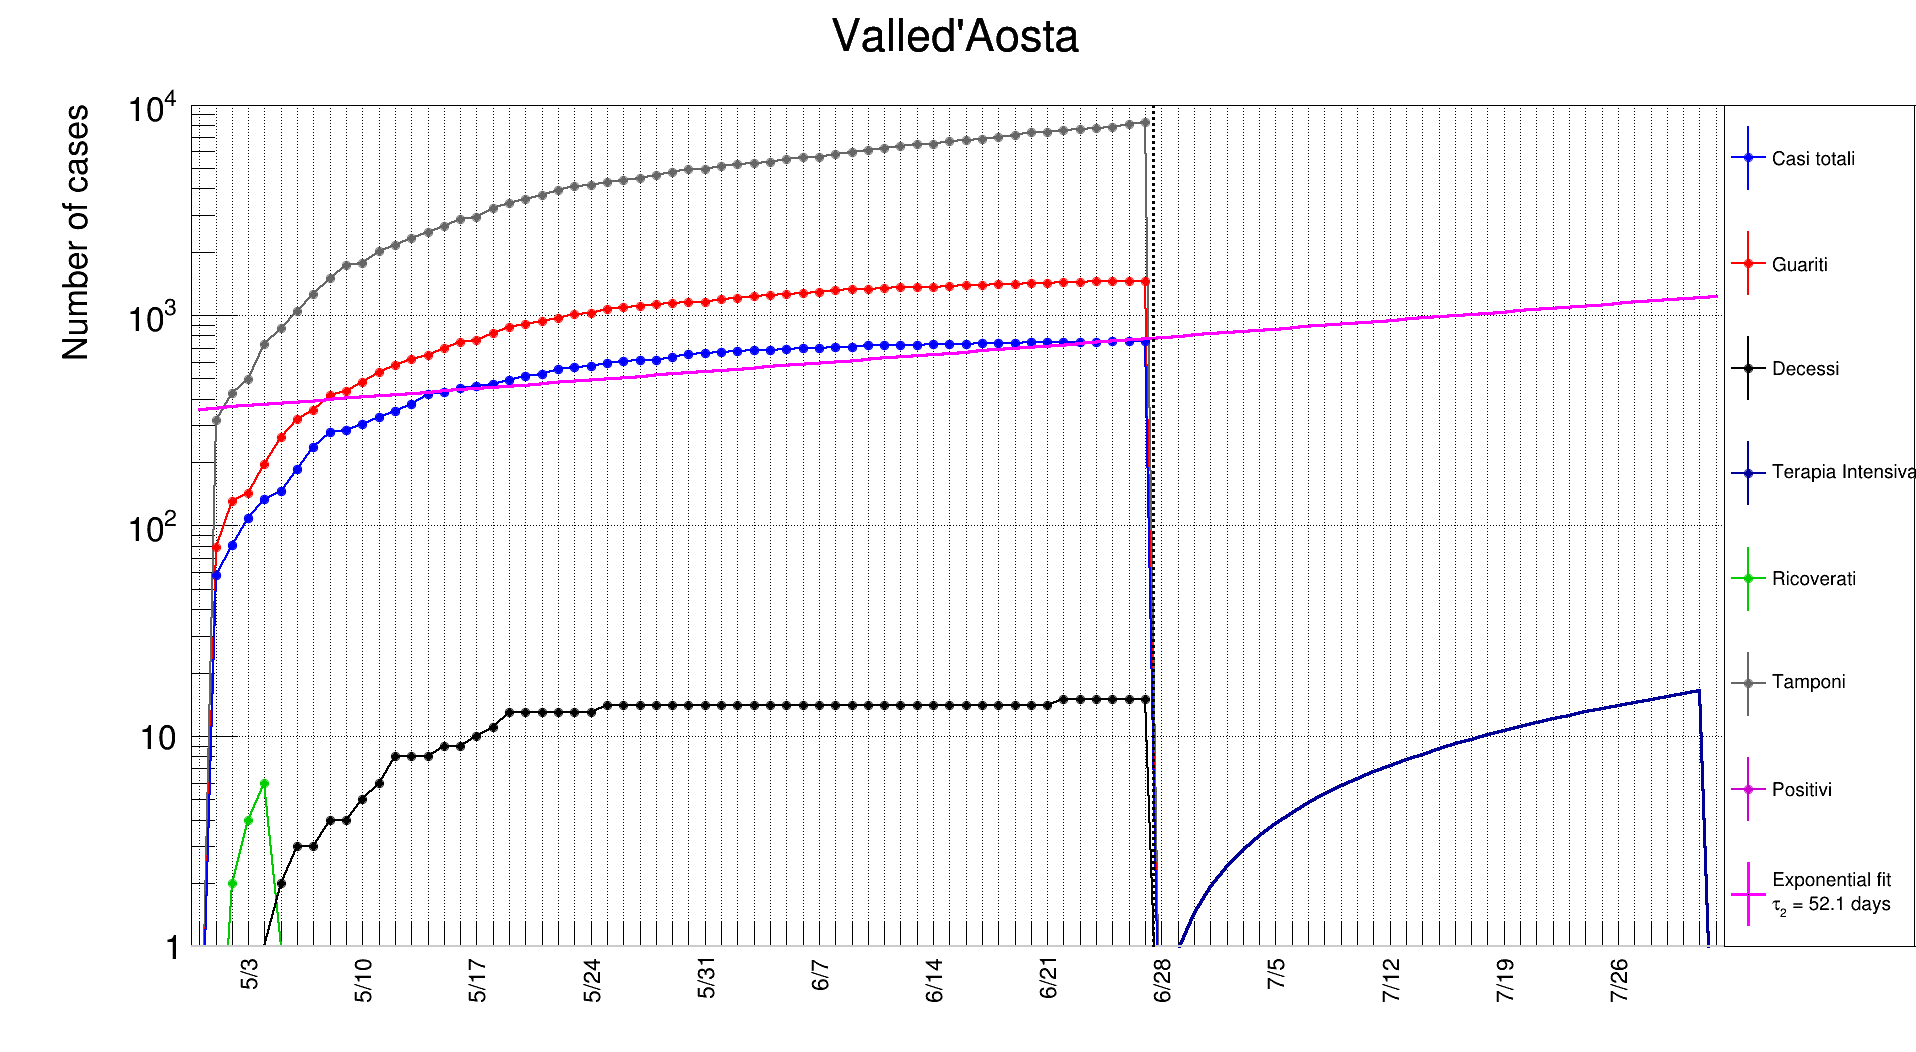 Valled'Aosta
Number of cases
10^4
10^3
10^2
10
1
5/3
5/10
5/17
5/24
5/31
6/7
6/14
6/21
6/28
7/5
7/12
7/19
7/26
Casi totali
Guariti
Decessi
Terapia Intensiva
Ricoverati
Tamponi
Positivi
Exponential fit
τ₂ = 52.1 days